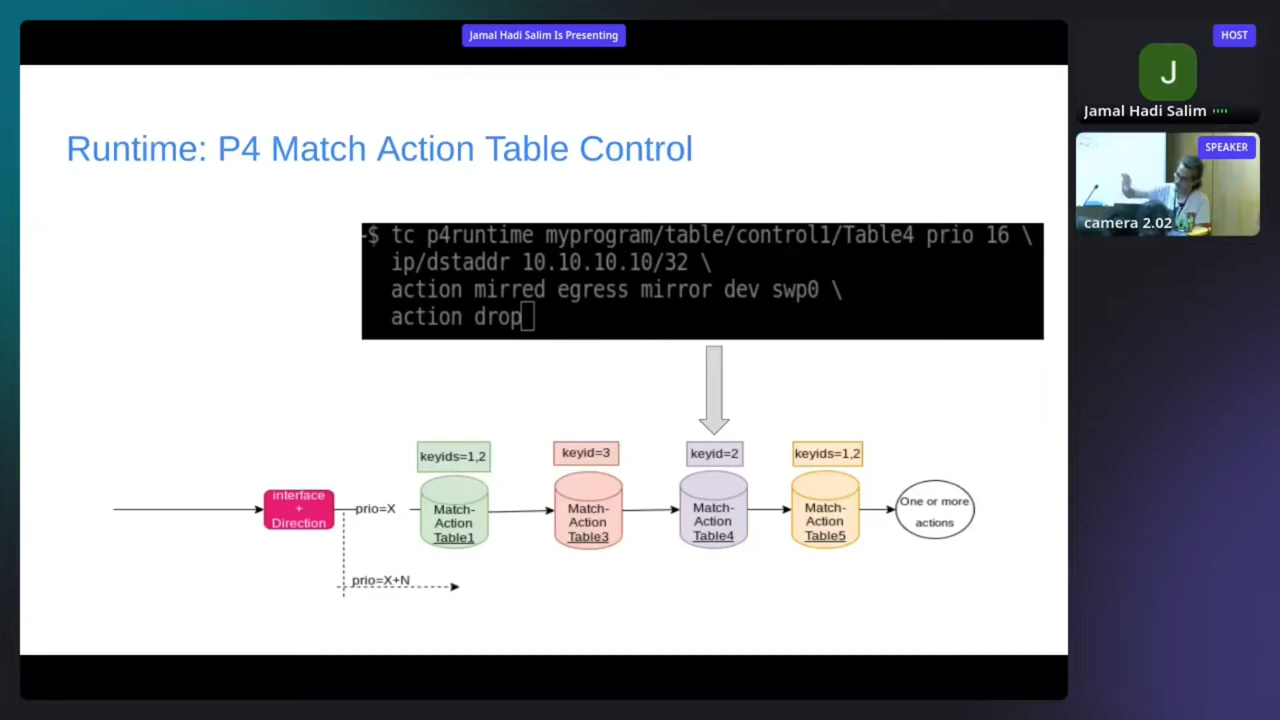 Jamal Hadi Salim Is Presenting
HOST
J
Jamal Hadi Salim
SPEAKER
camera 2.02
Runtime: P4 Match Action Table Control
~$ tc p4runtime myprogram/table/control1/Table4 prio 16 \
ip/dstaddr 10.10.10.10/32 \
action mirred egress mirror dev swp0 \
action drop
keyids=1,2
keyid=3
keyid=2
keyids=1,2
interface
+
Direction
prio=X
Match-
Action
Table1
Match-
Action
Table3
Match-
Action
Table4
Match-
Action
Table5
One or more
actions
prio=X+N